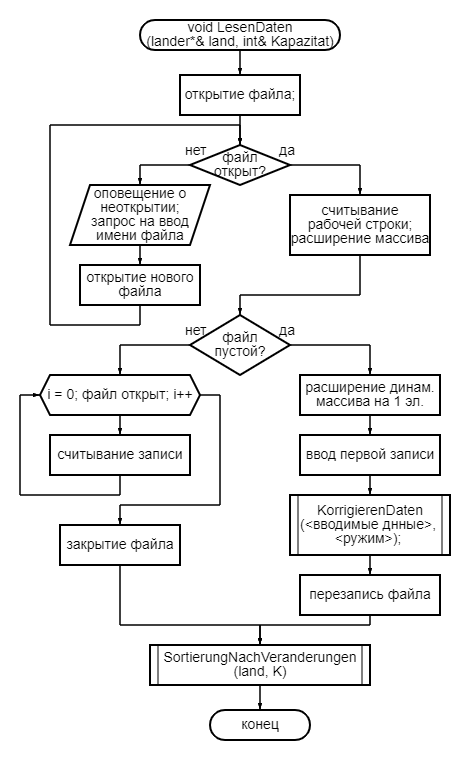 void LesenDaten
(lander*& land, int& Kapazitat)
открытие файла;
нет
файл
открыт?
да
оповещение о
неоткрытии;
запрос на ввод
имени файла
считывание
рабочей строки;
расширение массива
открытие нового
файла
нет
файл
пустой?
да
i = 0; файл открыт; i++
расширение динам.
массива на 1 эл.
считывание записи
ввод первой записи
KorrigierenDaten
(<вводимые днные>,
<ружим>);
закрытие файла
перезапись файла
SortierungNachVeranderungen
(land, K)
конец